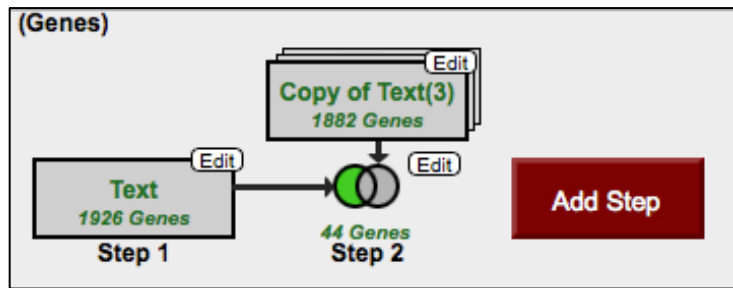 (Genes)
Edit
Copy of Text(3)
1882 Genes
Edit
Edit
Text
1926 Genes
Add Step
44 Genes
Step 1
Step 2